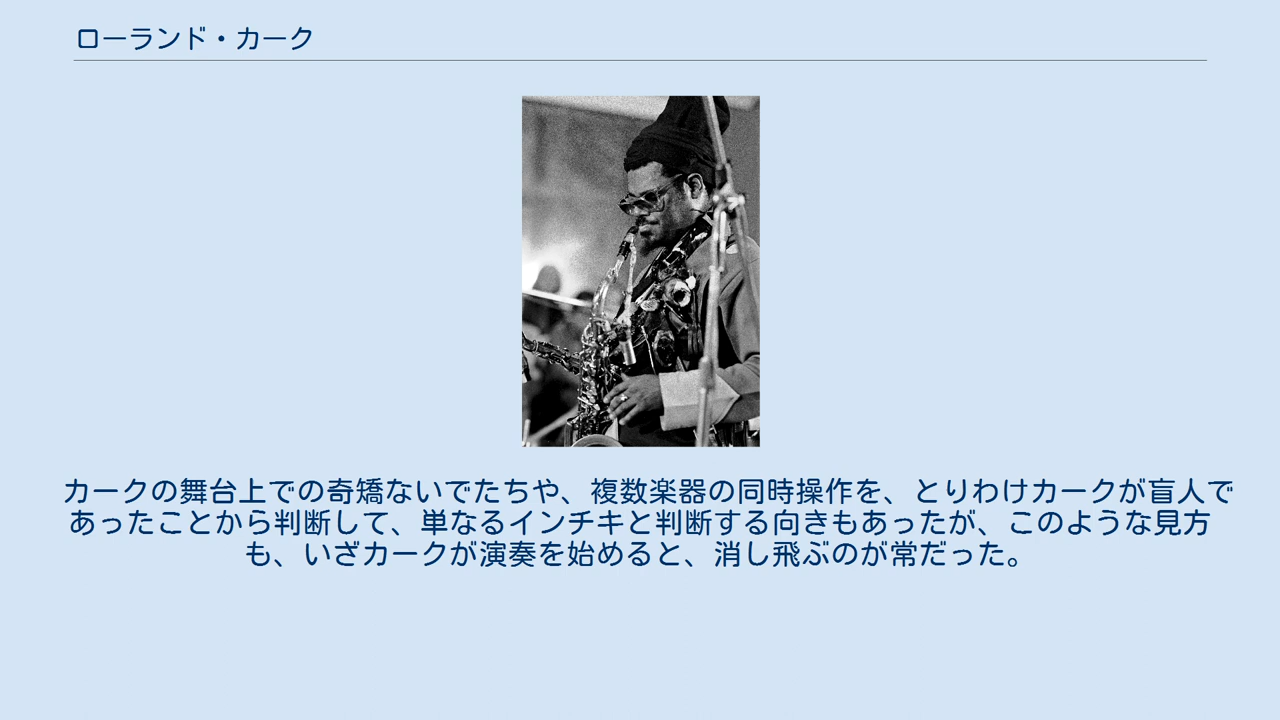 ローランド・カーク
カークの舞台上での奇矯ないでたちや、複数楽器の同時操作を、とりわけカークが盲人で
あったことから判断して、単なるインチキと判断する向きもあったが、このような見方
も、いざカークが演奏を始めると、消し飛ぶのが常だった。